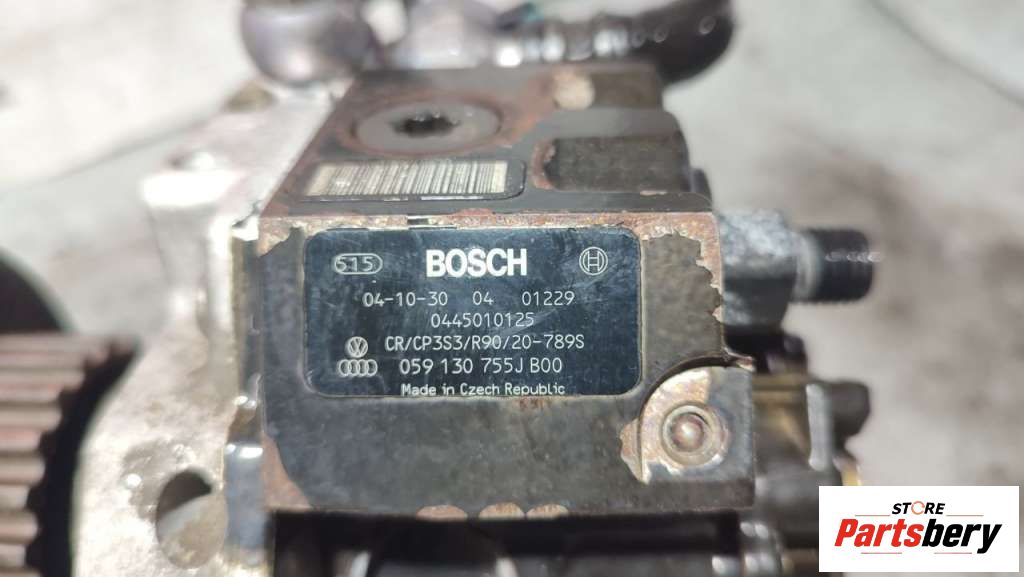 515 BOSCH
04-10-30 04 01229
0445010125
CR/CP3S3/R90/20-789S
059 130 755J B00
Made in Czech Republic
STORE
Partsbery